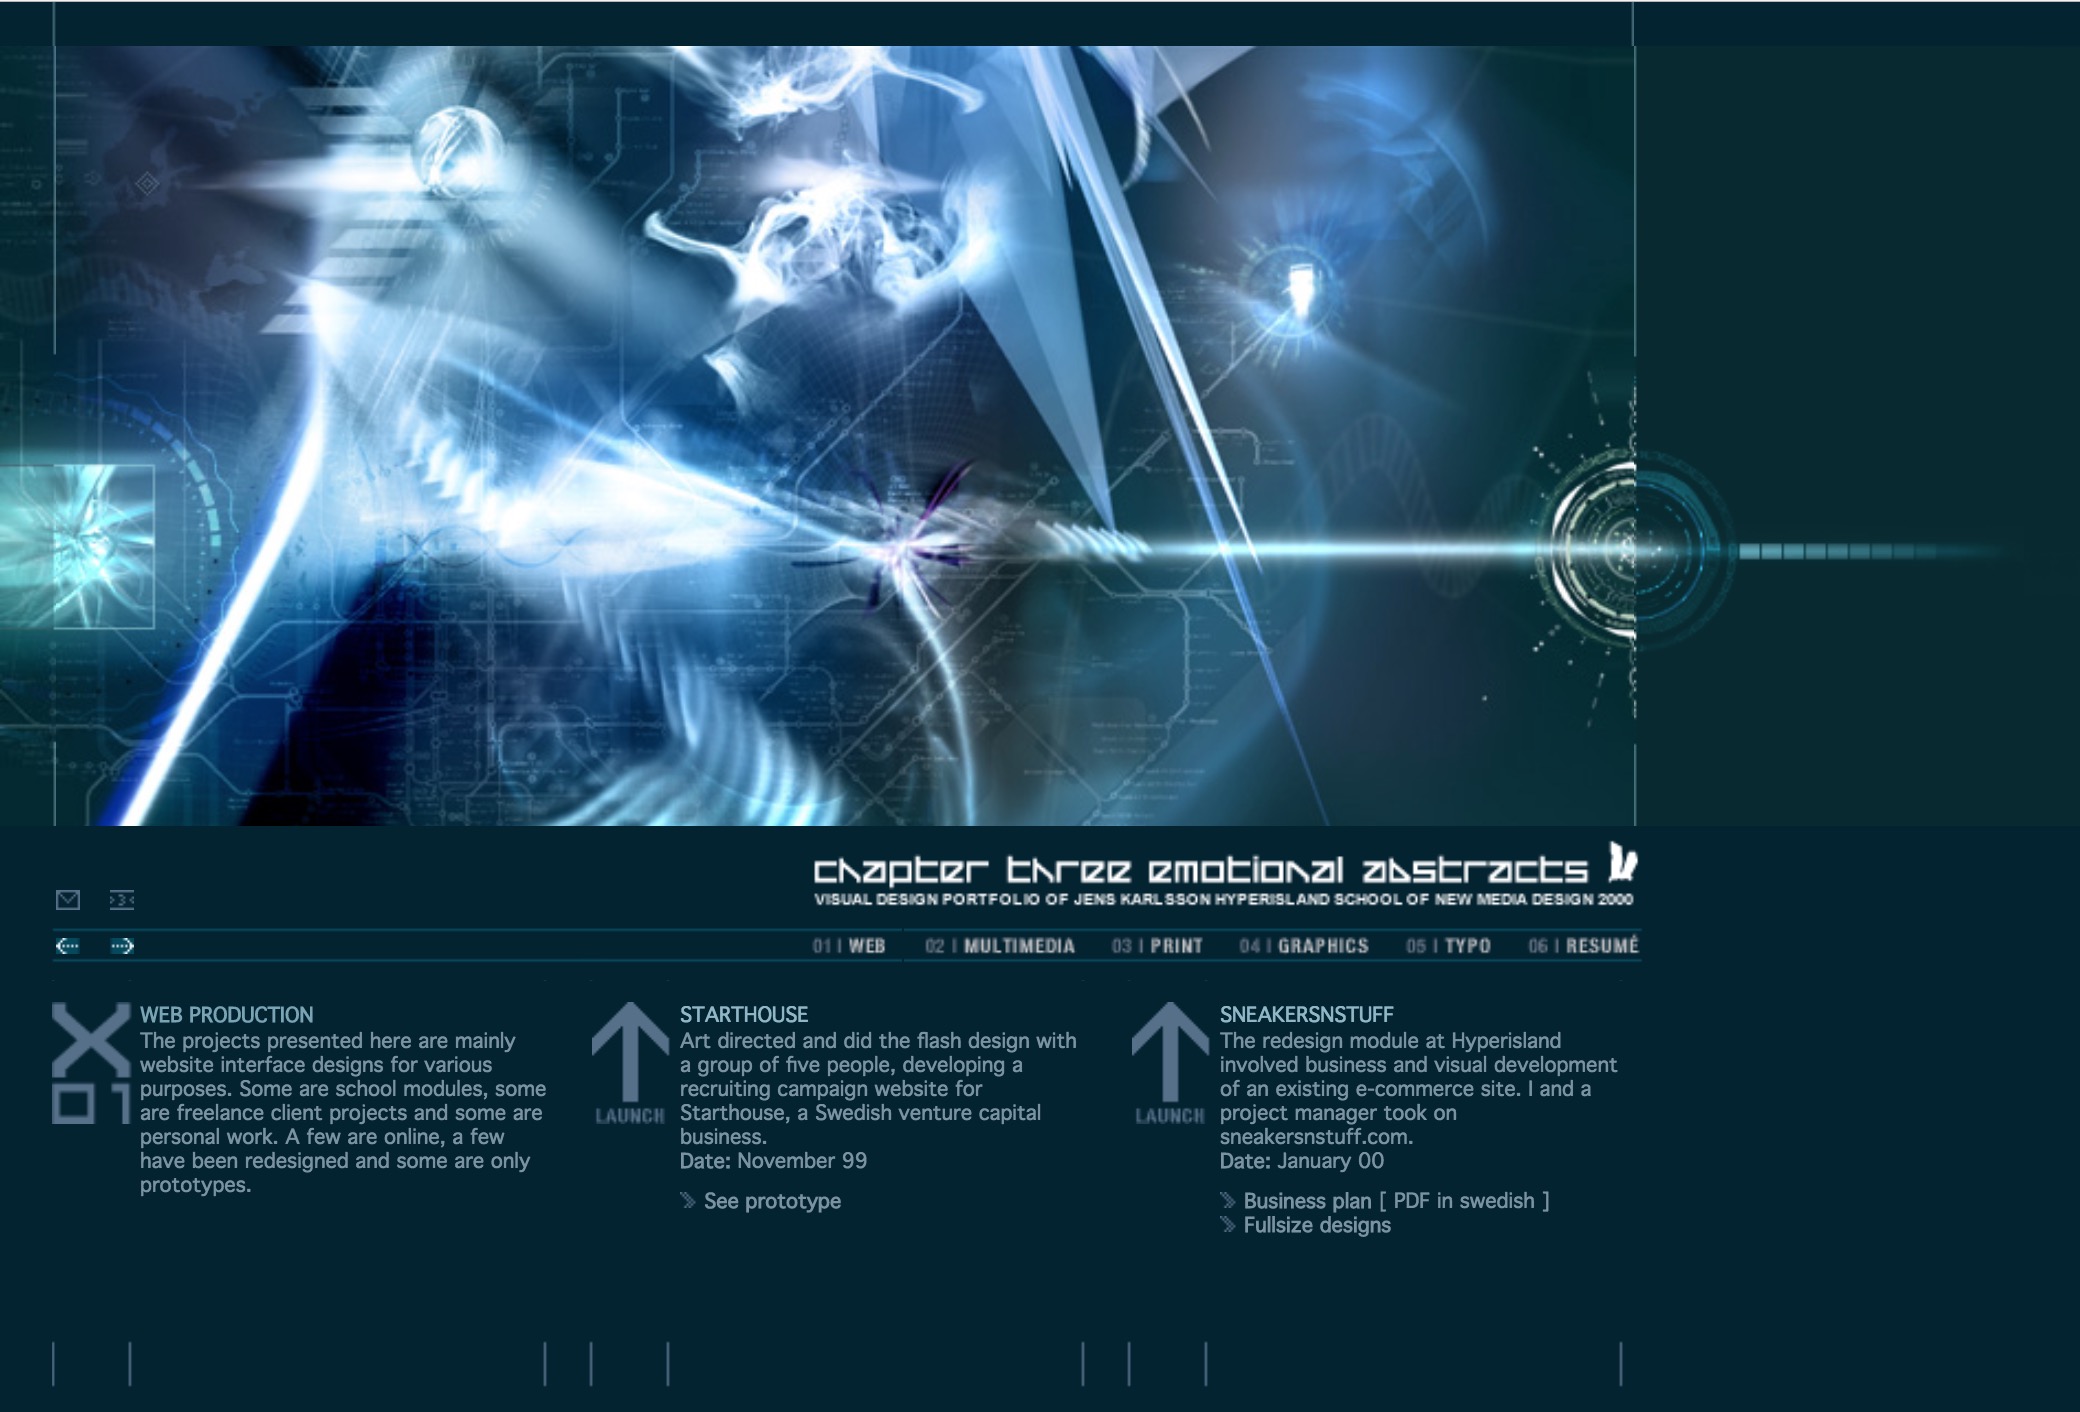 chapter three emotional abstracts
VISUAL DESIGN PORTFOLIO OF JENS KARLSSON HYPERISLAND SCHOOL OF NEW MEDIA DESIGN 2000
›3‹
01 | WEB 02 | MULTIMEDIA 03 | PRINT 04 | GRAPHICS 05 | TYPO 06 | RESUMÉ
X
01
WEB PRODUCTION
The projects presented here are mainly
website interface designs for various
purposes. Some are school modules, some
are freelance client projects and some are
personal work. A few are online, a few
have been redesigned and some are only
prototypes.
LAUNCH
STARTHOUSE
Art directed and did the flash design with
a group of five people, developing a
recruiting campaign website for
Starthouse, a Swedish venture capital
business.
Date: November 99
See prototype
LAUNCH
SNEAKERSNSTUFF
The redesign module at Hyperisland
involved business and visual development
of an existing e-commerce site. I and a
project manager took on
sneakersnstuff.com.
Date: January 00
Business plan [ PDF in swedish ]
Fullsize designs